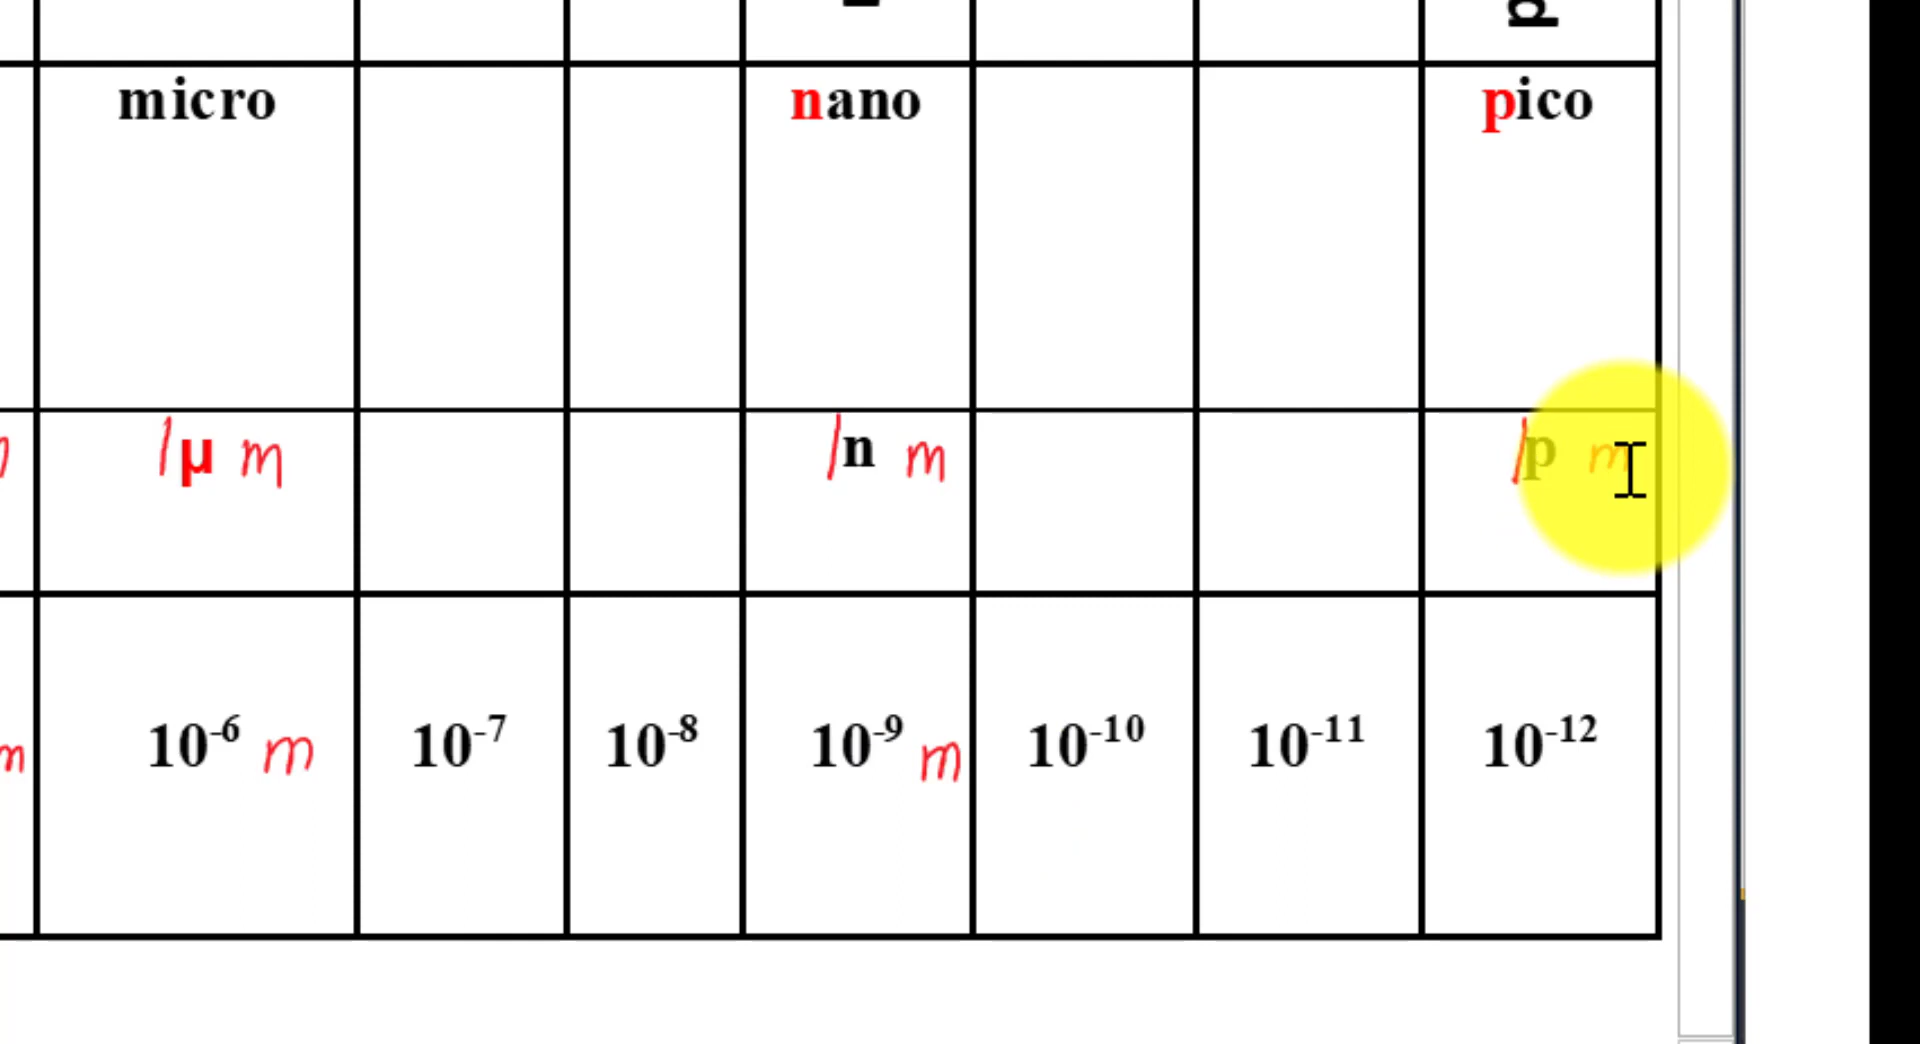 p
micro nano pico
1µ m 1n m 1p m
m 10⁻⁶ m 10⁻⁷ 10⁻⁸ 10⁻⁹ m 10⁻¹⁰ 10⁻¹¹ 10⁻¹²